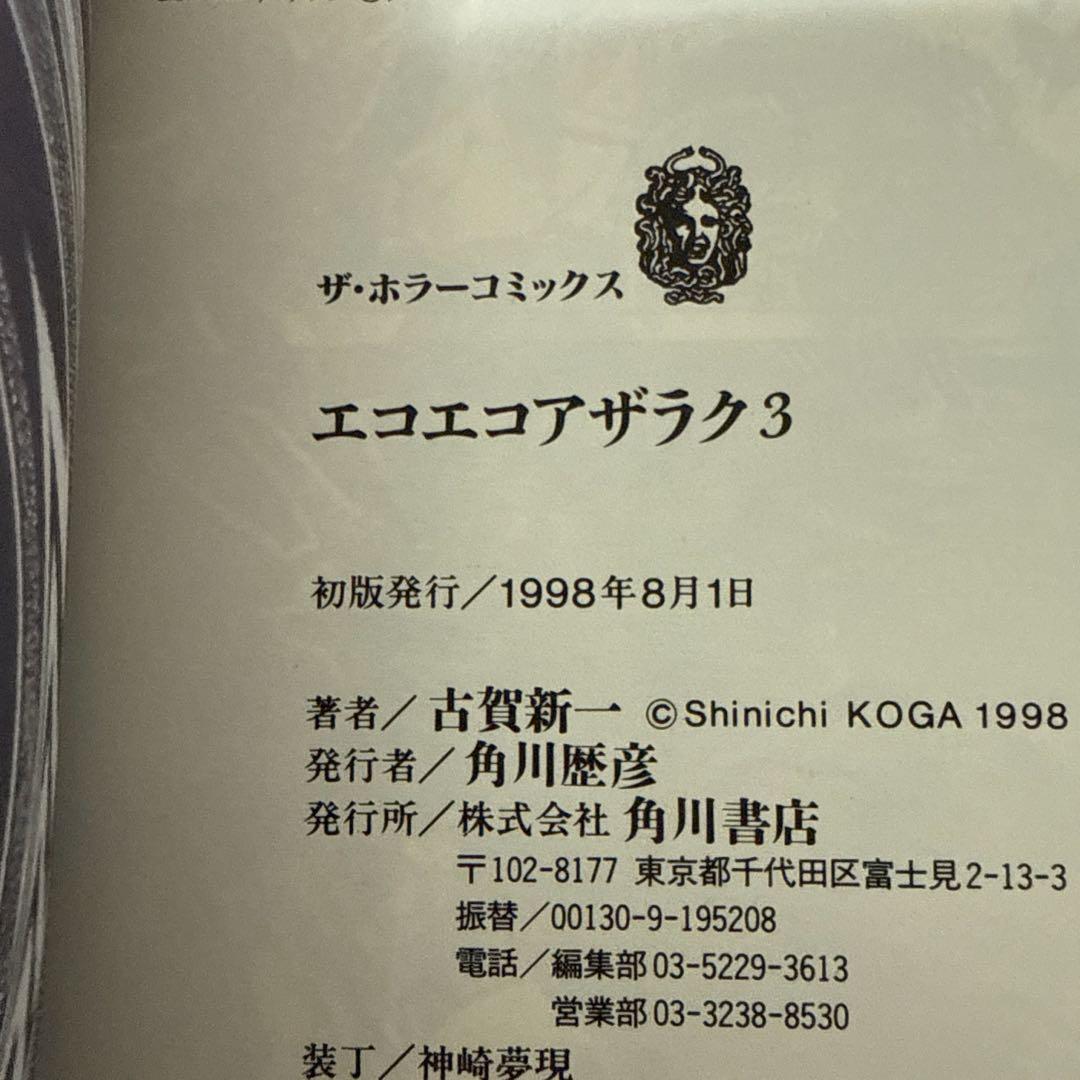 ザ・ホラーコミックス
エコエコアザラク3
初版発行／1998年8月1日
著者／古賀新一 ©Shinichi KOGA 1998
発行者／角川歴彦
発行所／株式会社 角川書店
〒102-8177 東京都千代田区富士見2-13-3
振替／00130-9-195208
電話／編集部03-5229-3613
営業部03-3238-8530
装丁／神崎夢現